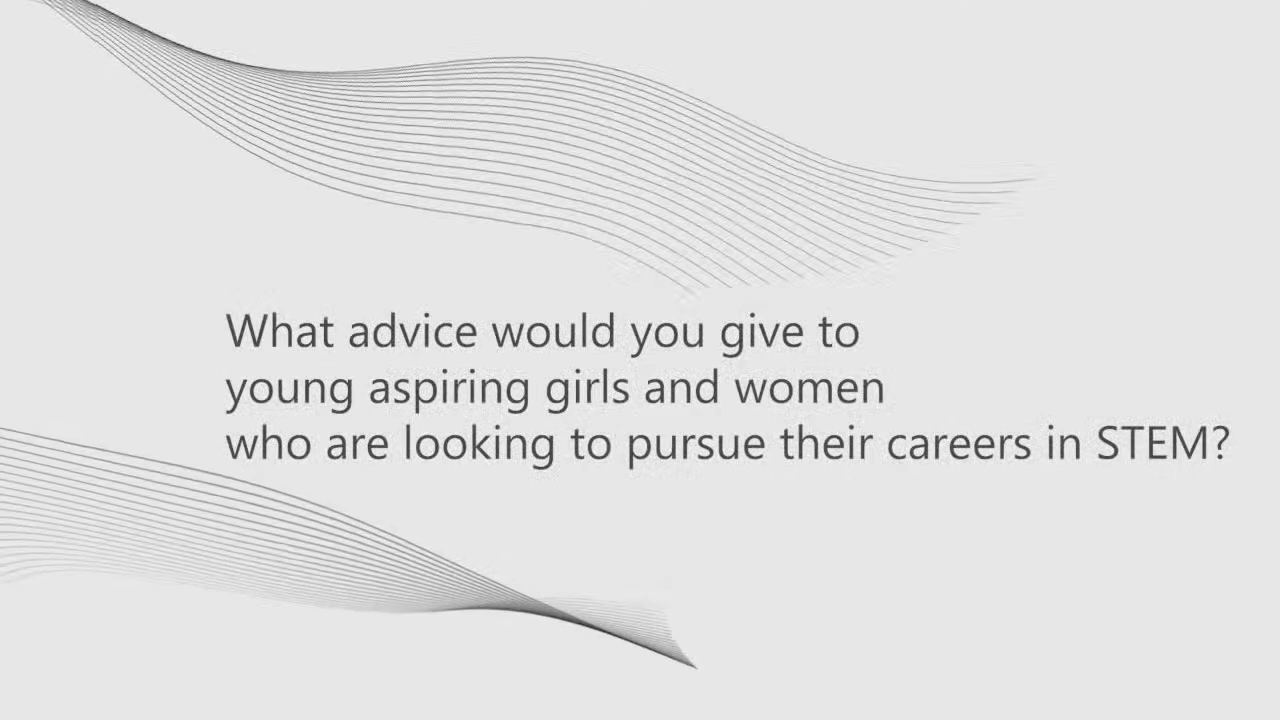 What advice would you give to
young aspiring girls and women
who are looking to pursue their careers in STEM?